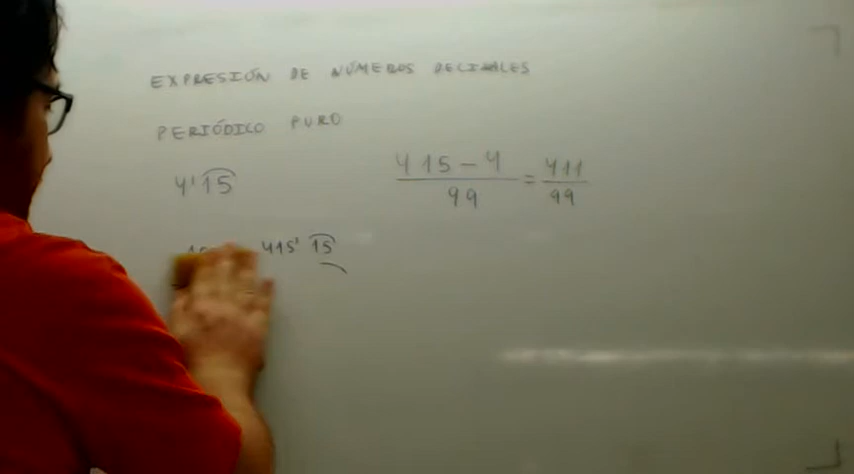 EXPRESIÓN DE NÚMEROS DECIMALES
PERIÓDICO PURO
4'15
415 - 4 / 99 = 411 / 99
415' 15